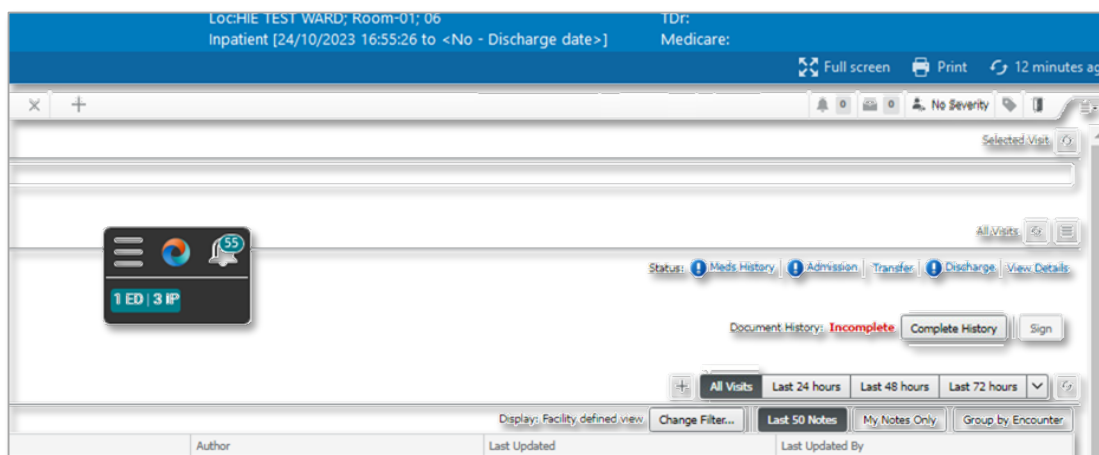 Loc:HIE TEST WARD; Room-01; 06 TDr:
Inpatient [24/10/2023 16:55:26 to <No - Discharge date>] Medicare:
Full screen Print 12 minutes ag
0 0 No Severity
Selected Visit
All Visits
55
1 ED | 3 IP
Status: Meds History Admission Transfer Discharge View Details
Document History: Incomplete Complete History Sign
All Visits Last 24 hours Last 48 hours Last 72 hours
Display: Facility defined view Change Filter... Last 50 Notes My Notes Only Group by Encounter
Author Last Updated Last Updated By